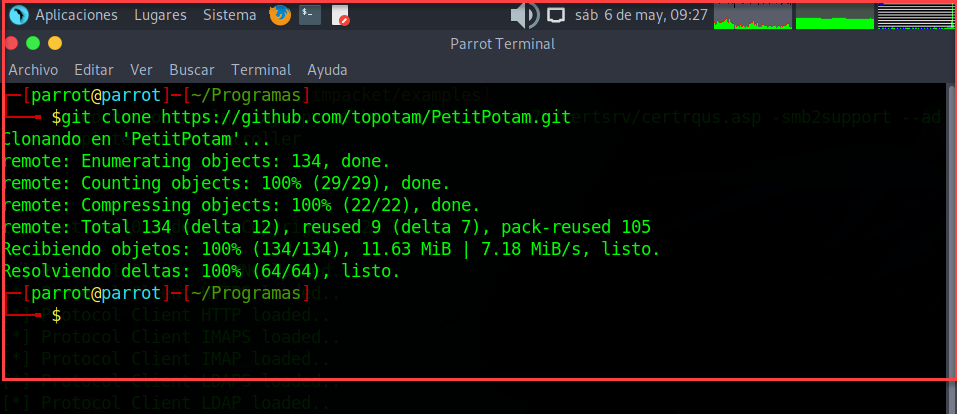 Aplicaciones Lugares Sistema sáb 6 de may, 09:27
Parrot Terminal
Archivo Editar Ver Buscar Terminal Ayuda
┌─[parrot@parrot]─[~/Programas]
└──╼ $git clone https://github.com/topotam/PetitPotam.git
Clonando en 'PetitPotam'...
remote: Enumerating objects: 134, done.
remote: Counting objects: 100% (29/29), done.
remote: Compressing objects: 100% (22/22), done.
remote: Total 134 (delta 12), reused 9 (delta 7), pack-reused 105
Recibiendo objetos: 100% (134/134), 11.63 MiB | 7.18 MiB/s, listo.
Resolviendo deltas: 100% (64/64), listo.
┌─[parrot@parrot]─[~/Programas]
└──╼ $
[*] Protocol Client HTTP loaded..
[*] Protocol Client IMAPS loaded..
[*] Protocol Client IMAP loaded..
[*] Protocol Client LDAPS loaded..
[*] Protocol Client LDAP loaded..